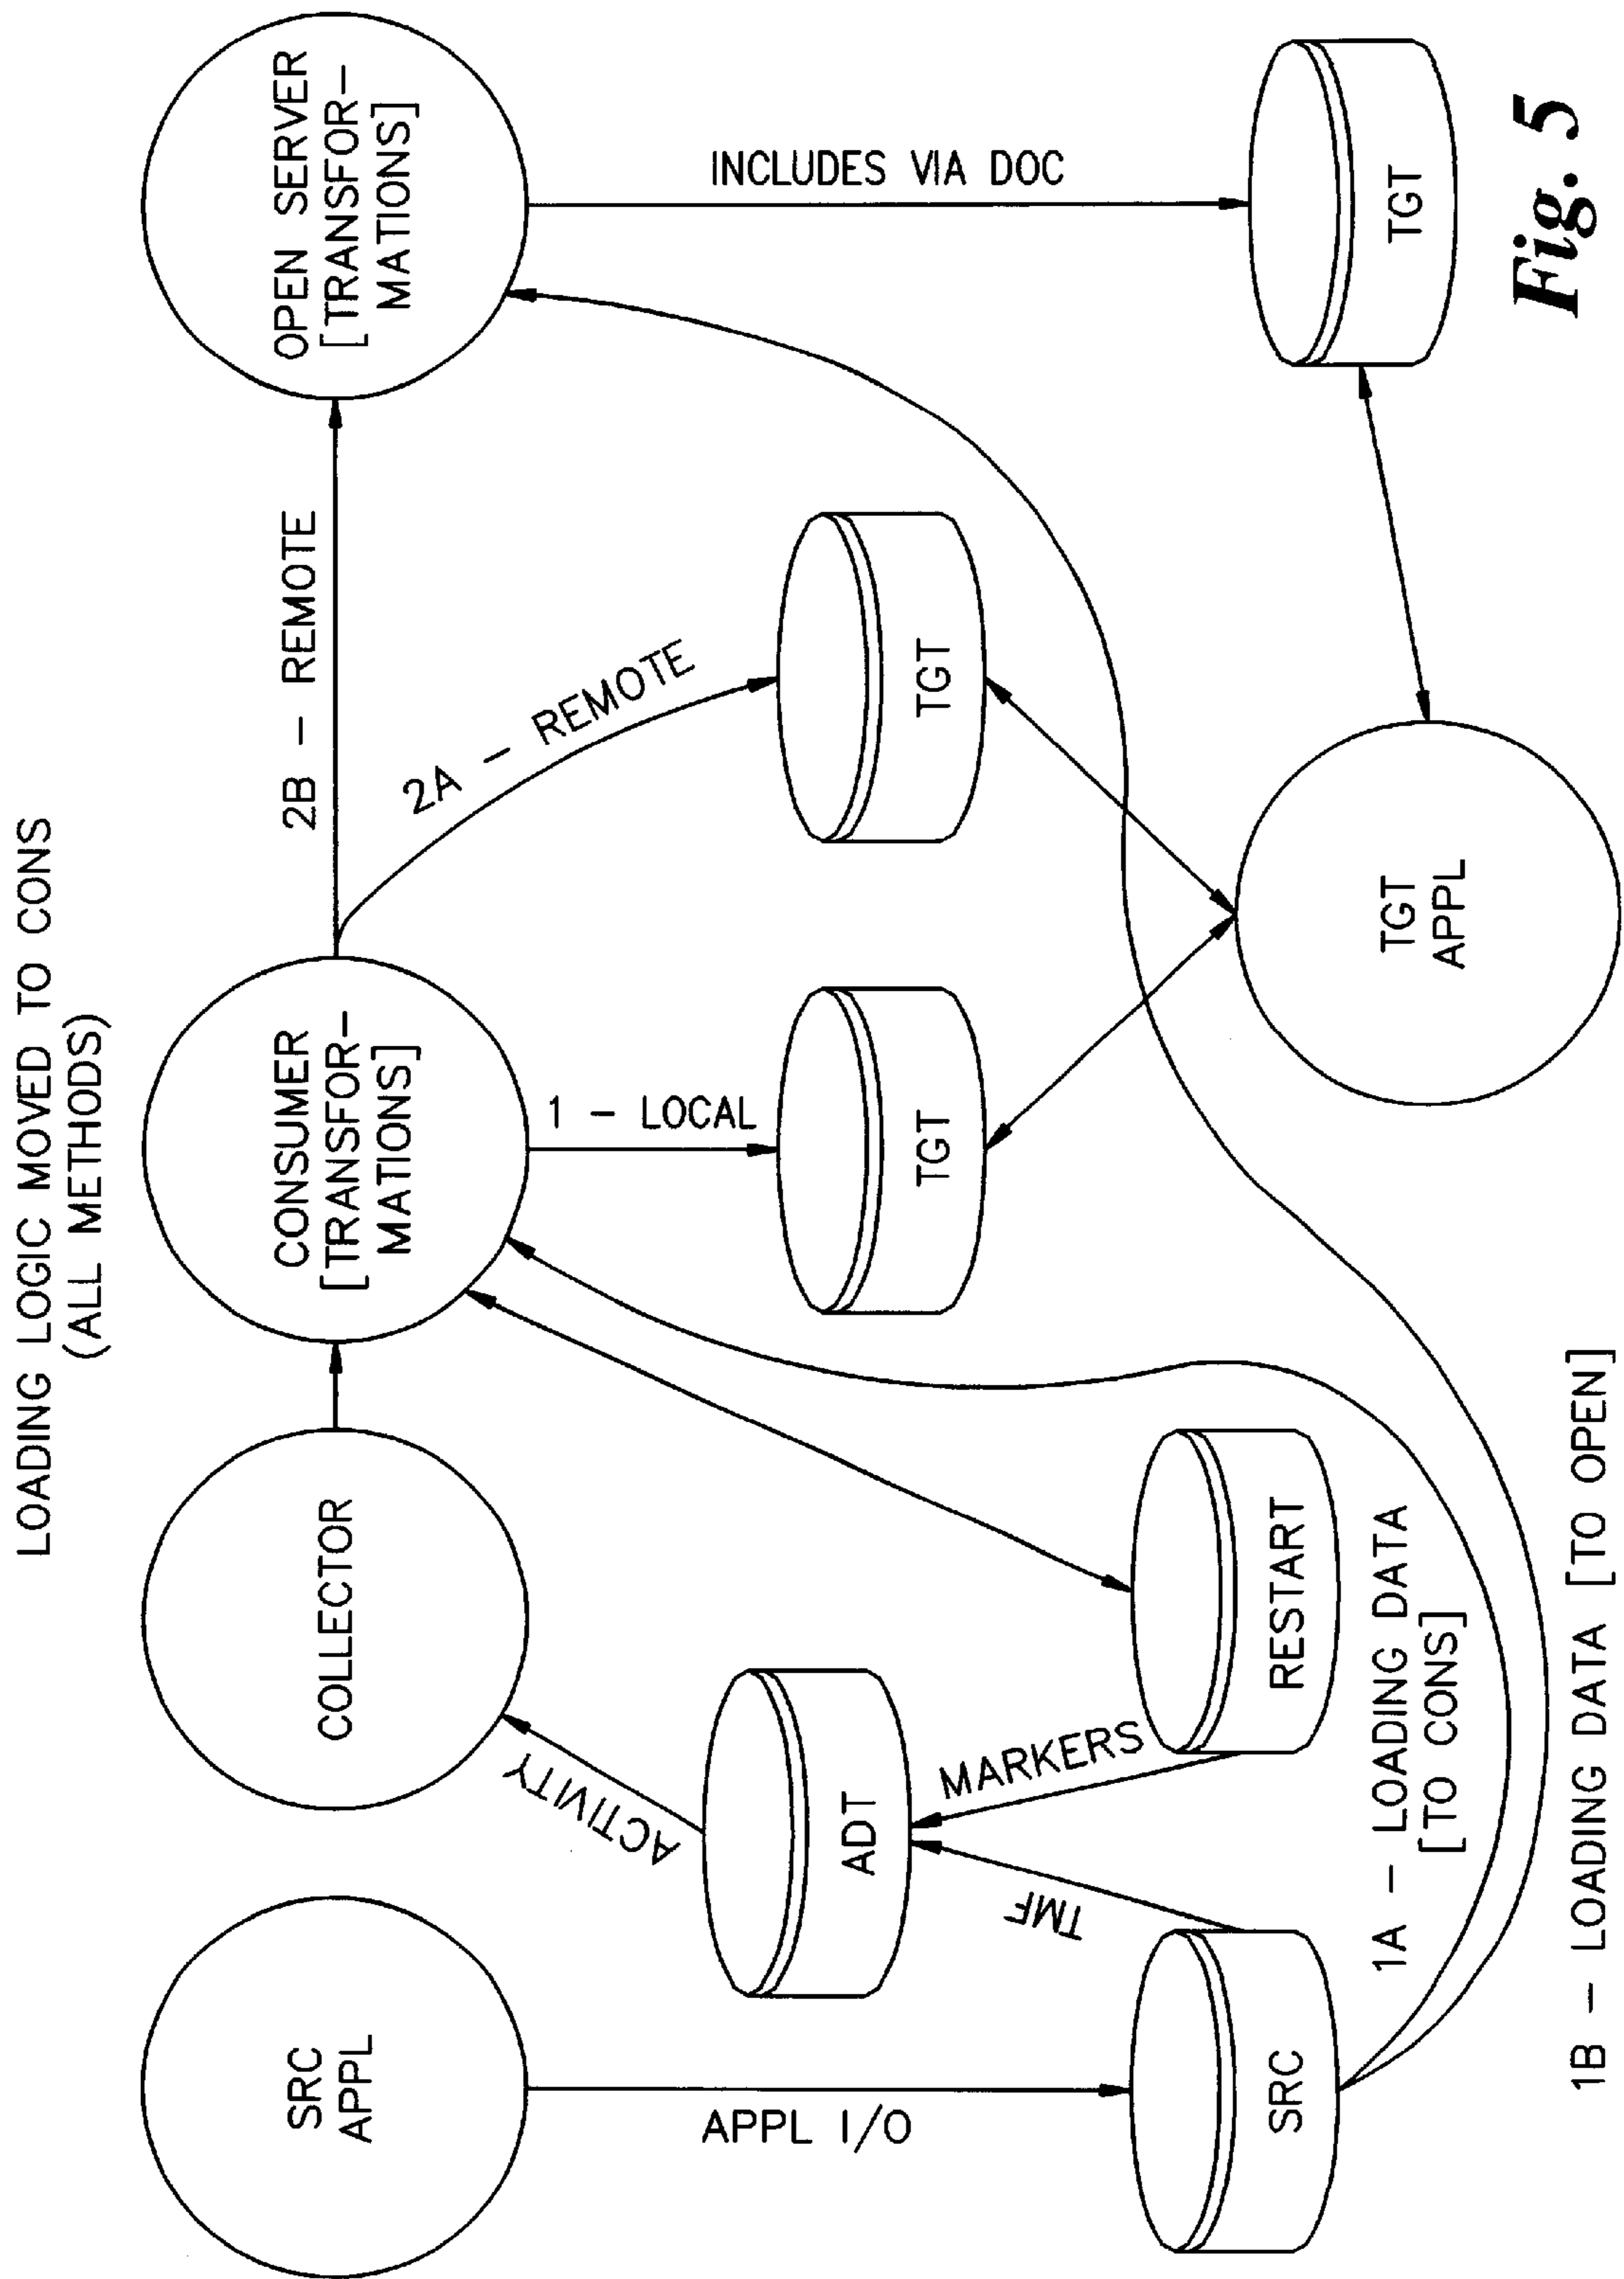 LOADING LOGIC MOVED TO CONS
(ALL METHODS)
SRC
APPL
COLLECTOR
CONSUMER
[TRANSFOR-
MATIONS]
2B - REMOTE
OPEN SERVER
[TRANSFOR-
MATIONS]
ACTIVITY
1 - LOCAL
2A - REMOTE
INCLUDES VIA DOC
APPL I/O
ADT
TGT
TGT
TMF
MARKERS
SRC
RESTART
1A - LOADING DATA
[TO CONS]
TGT
APPL
TGT
1B - LOADING DATA [TO OPEN]
Fig. 5